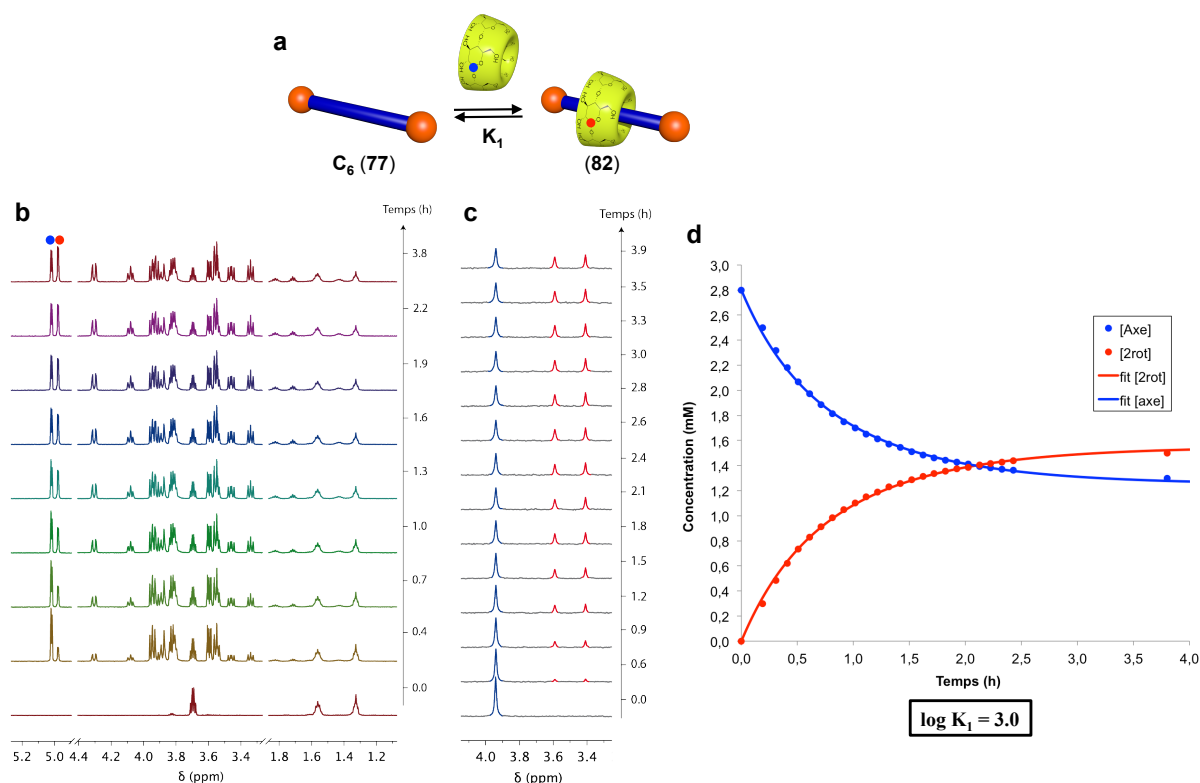 a
K₁
C₆ (77)
(82)
b
Temps (h)
3.8
2.2
1.9
1.6
1.3
1.0
0.7
0.4
0.0
5.2 5.0 4.4 4.0 3.8 3.6 3.4 1.8 1.6 1.4 1.2
δ (ppm)
c
Temps (h)
3.9
3.5
3.3
3.0
2.8
2.6
2.4
2.1
1.8
1.5
1.2
0.9
0.6
0.0
4.0 3.8 3.6 3.4
δ (ppm)
d
3,0
2,8
2,6
2,4
2,2
2,0
1,8
1,6
1,4
1,2
1,0
0,8
0,6
0,4
0,2
0,0
Concentration (mM)
0,0 0,5 1,0 1,5 2,0 2,5 3,0 3,5 4,0
Temps (h)
[Axe]
[2rot]
fit [2rot]
fit [axe]
log K₁ = 3.0